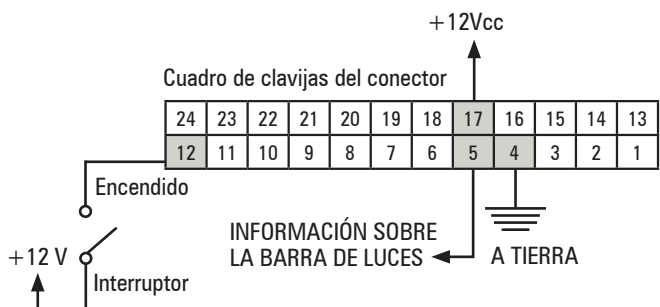 +12Vcc
Cuadro de clavijas del conector
24 23 22 21 20 19 18 17 16 15 14 13
12 11 10 9 8 7 6 5 4 3 2 1
Encendido
INFORMACIÓN SOBRE
LA BARRA DE LUCES
A TIERRA
+12 V
Interruptor